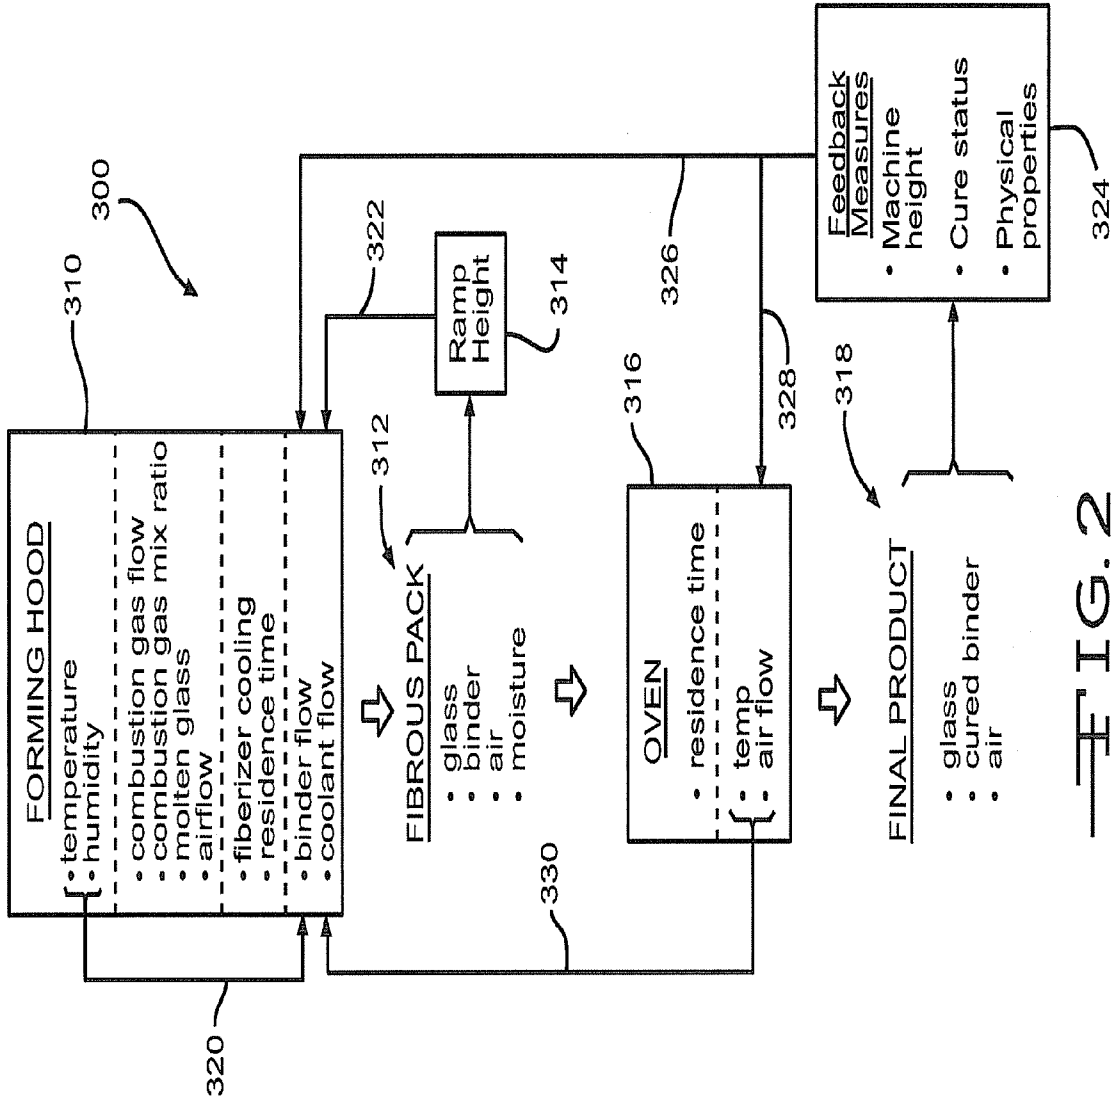 300
310
FORMING HOOD
• temperature
• humidity
• combustion gas flow
• combustion gas mix ratio
• molten glass
• airflow
• fiberizer cooling
• residence time
• binder flow
• coolant flow
320
322
312
FIBROUS PACK
• glass
• binder
• air
• moisture
Ramp
Height
314
326
316
OVEN
• residence time
• temp
• air flow
328
330
318
FINAL PRODUCT
• glass
• cured binder
• air
Feedback
Measures
• Machine
height
• Cure status
• Physical
properties
324
FIG. 2